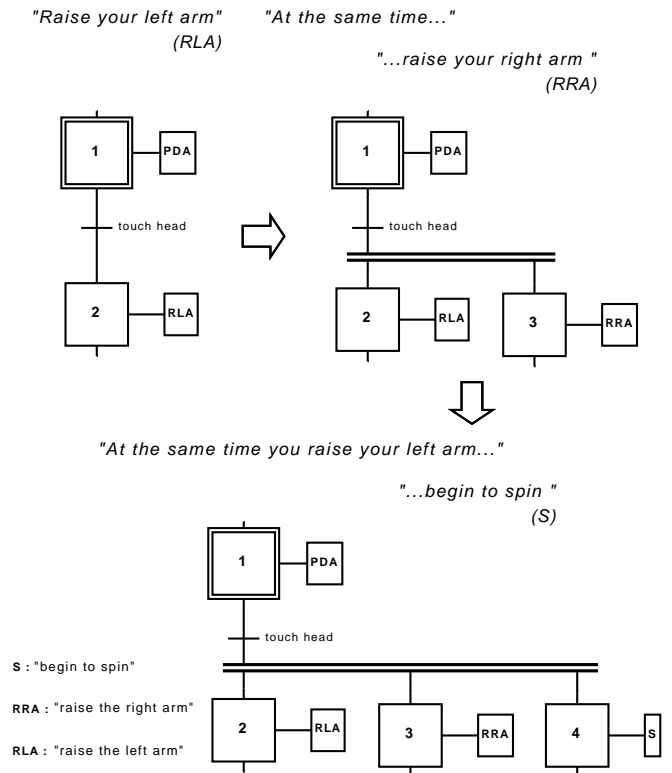 "Raise your left arm"
(RLA)
"At the same time..."
"...raise your right arm "
(RRA)
1
PDA
touch head
2
RLA
1
PDA
touch head
2
RLA
3
RRA
"At the same time you raise your left arm..."
"...begin to spin "
(S)
1
PDA
touch head
S : "begin to spin"
RRA : "raise the right arm"
RLA : "raise the left arm"
2
RLA
3
RRA
4
S